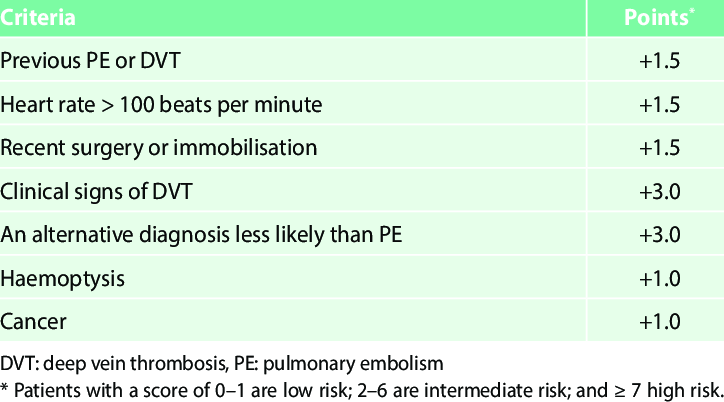 Criteria Points*
Previous PE or DVT +1.5
Heart rate > 100 beats per minute +1.5
Recent surgery or immobilisation +1.5
Clinical signs of DVT +3.0
An alternative diagnosis less likely than PE +3.0
Haemoptysis +1.0
Cancer +1.0
DVT: deep vein thrombosis, PE: pulmonary embolism
* Patients with a score of 0–1 are low risk; 2–6 are intermediate risk; and ≥ 7 high risk.